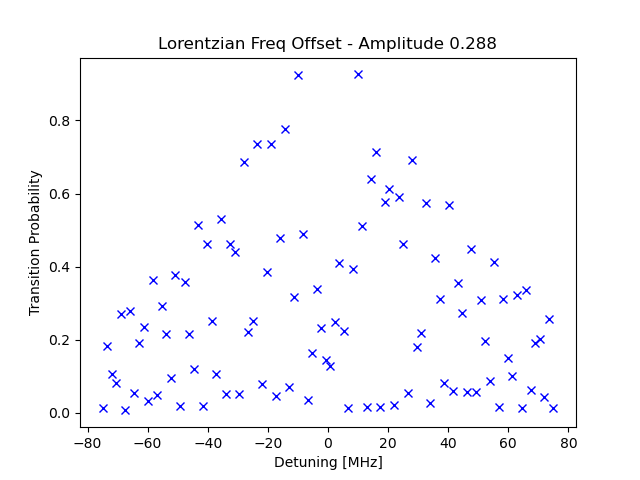 Lorentzian Freq Offset - Amplitude 0.288
Transition Probability
0.8
0.6
0.4
0.2
0.0
−80 −60 −40 −20 0 20 40 60 80
Detuning [MHz]